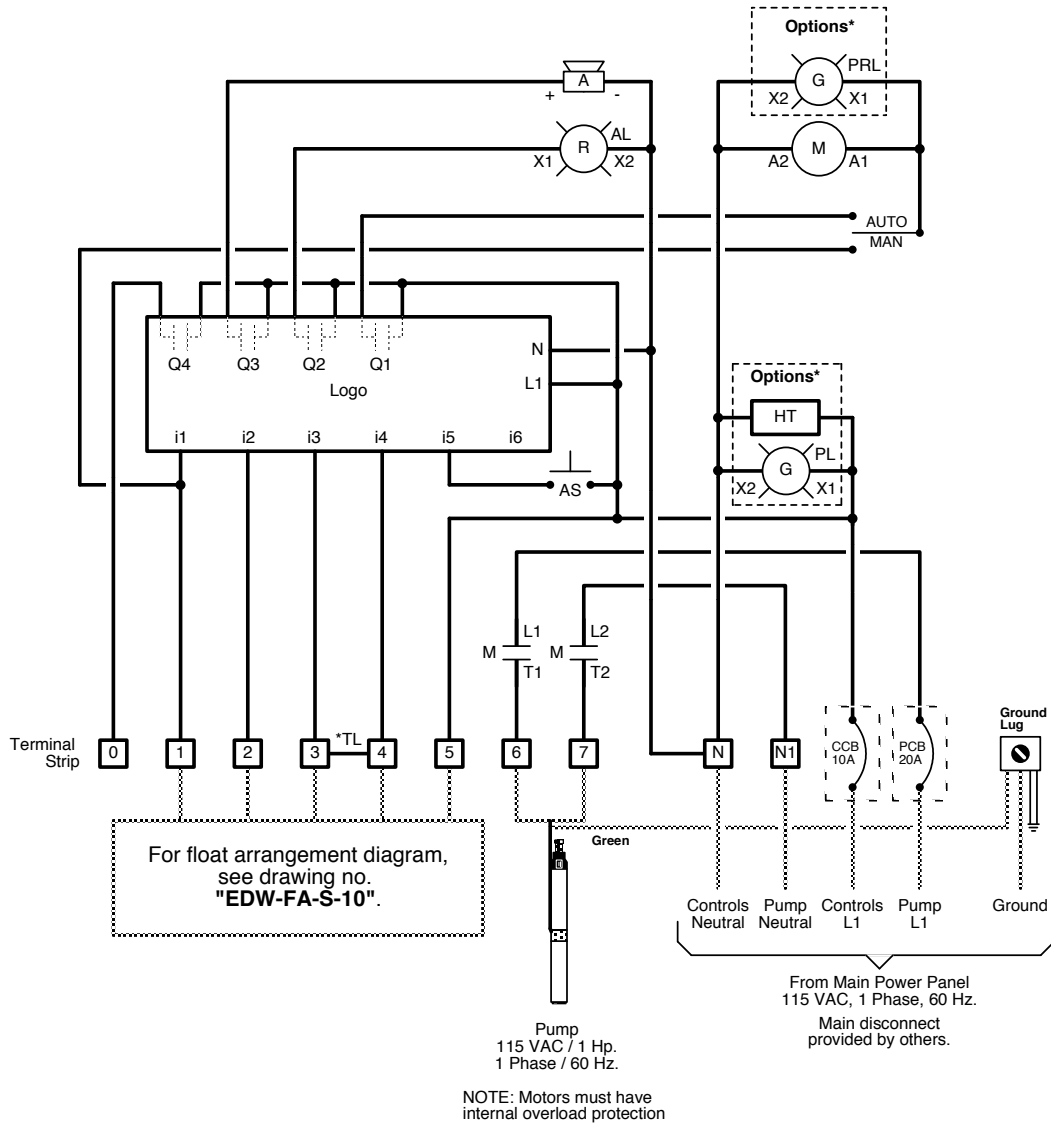 Options*
G
PRL
X2
X1
A
+
-
AL
R
X1
X2
M
A2
A1
AUTO
MAN
Q4
Q3
Q2
Q1
N
L1
Logo
i1
i2
i3
i4
i5
i6
AS
Options*
HT
PL
G
X2
X1
L1
L2
M
M
T1
T2
Terminal
Strip
0
1
2
3
*TL
4
5
6
7
N
N1
CCB
10A
PCB
20A
Ground
Lug
Green
For float arrangement diagram,
see drawing no.
"EDW-FA-S-10".
Controls
Neutral
Pump
Neutral
Controls
L1
Pump
L1
Ground
From Main Power Panel
115 VAC, 1 Phase, 60 Hz.
Main disconnect
provided by others.
Pump
115 VAC / 1 Hp.
1 Phase / 60 Hz.
NOTE: Motors must have
internal overload protection